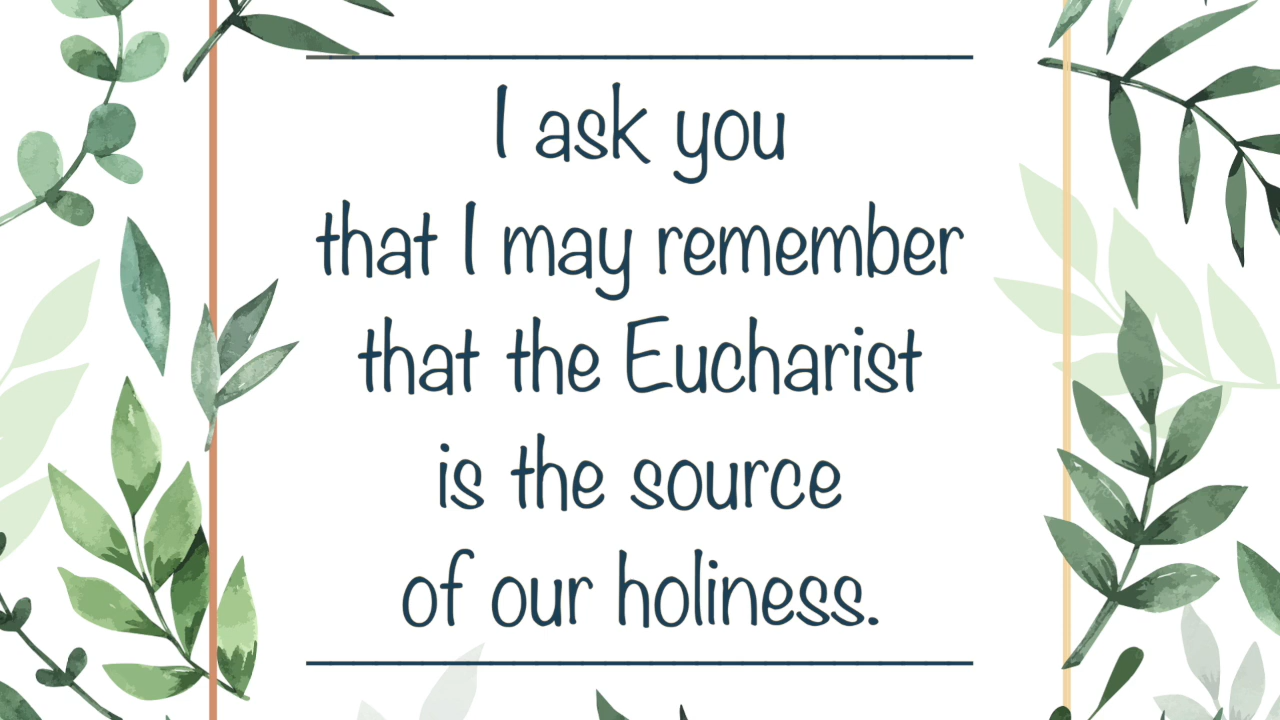 I ask you
that I may remember
that the Eucharist
is the source
of our holiness.